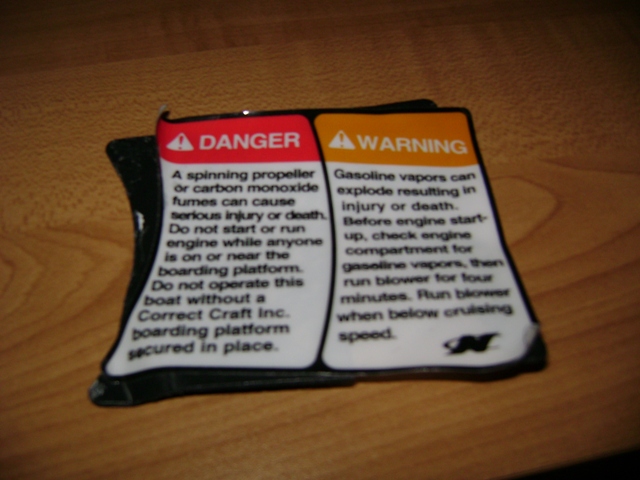 DANGER
A spinning propeller
or carbon monoxide
fumes can cause
serious injury or death.
Do not start or run
engine while anyone
is on or near the
boarding platform.
Do not operate this
boat without a
Correct Craft Inc.
boarding platform
secured in place.
WARNING
Gasoline vapors can
explode resulting in
injury or death.
Before engine start-
up, check engine
compartment for
gasoline vapors, then
run blower for four
minutes. Run blower
when below cruising
speed.